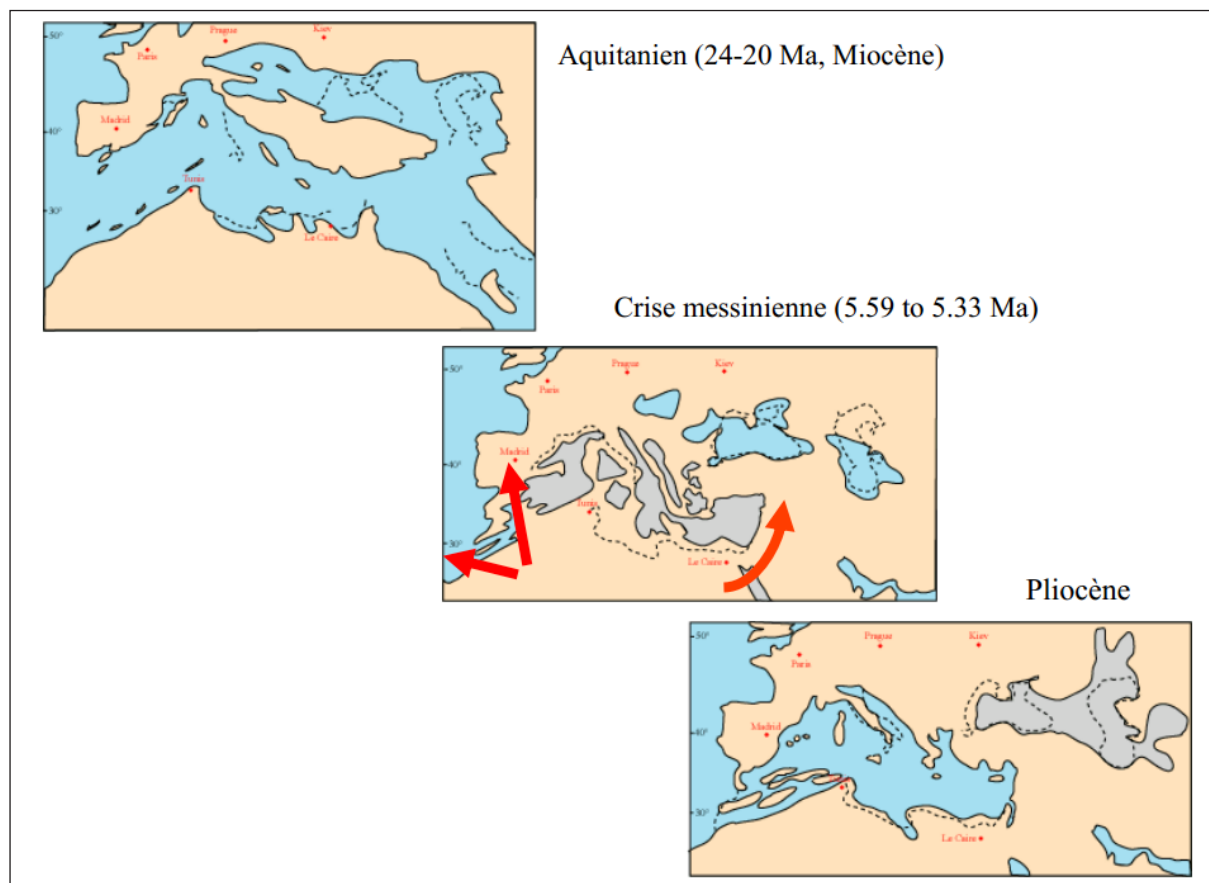 Aquitanien (24-20 Ma, Miocène)
50°
Prague
Kiev
Paris
Madrid
40°
Tunis
30°
Le Caire
Crise messinienne (5.59 to 5.33 Ma)
50°
Prague
Kiev
Paris
Madrid
40°
Tunis
30°
Le Caire
Pliocène
50°
Prague
Kiev
Paris
Madrid
40°
30°
Le Caire